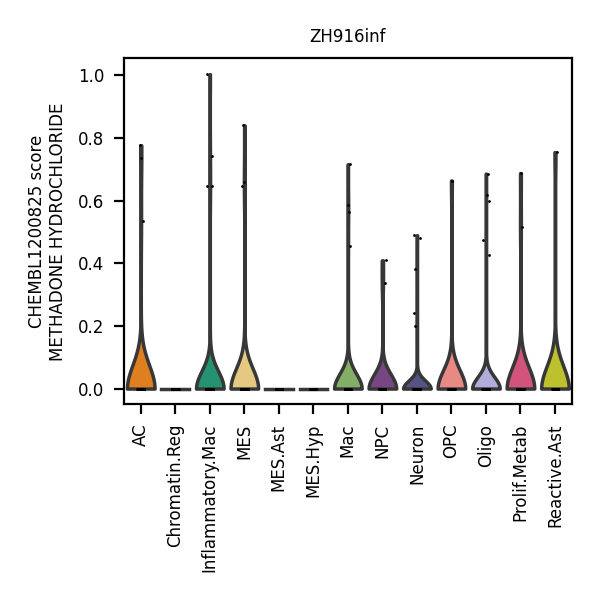 ZH916inf
CHEMBL1200825 score
METHADONE HYDROCHLORIDE
1.0
0.8
0.6
0.4
0.2
0.0
AC
Chromatin.Reg
Inflammatory.Mac
MES
MES.Ast
MES.Hyp
Mac
NPC
Neuron
OPC
Oligo
Prolif.Metab
Reactive.Ast